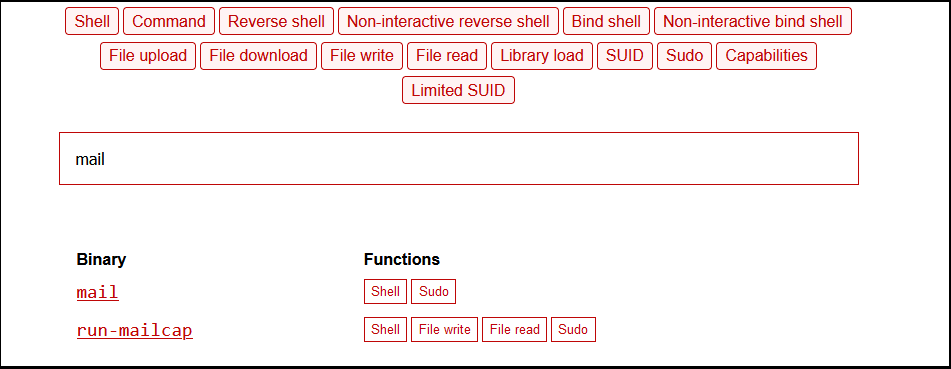 Shell Command Reverse shell Non-interactive reverse shell Bind shell Non-interactive bind shell
File upload File download File write File read Library load SUID Sudo Capabilities
Limited SUID
mail
Binary Functions
mail Shell Sudo
run-mailcap Shell File write File read Sudo